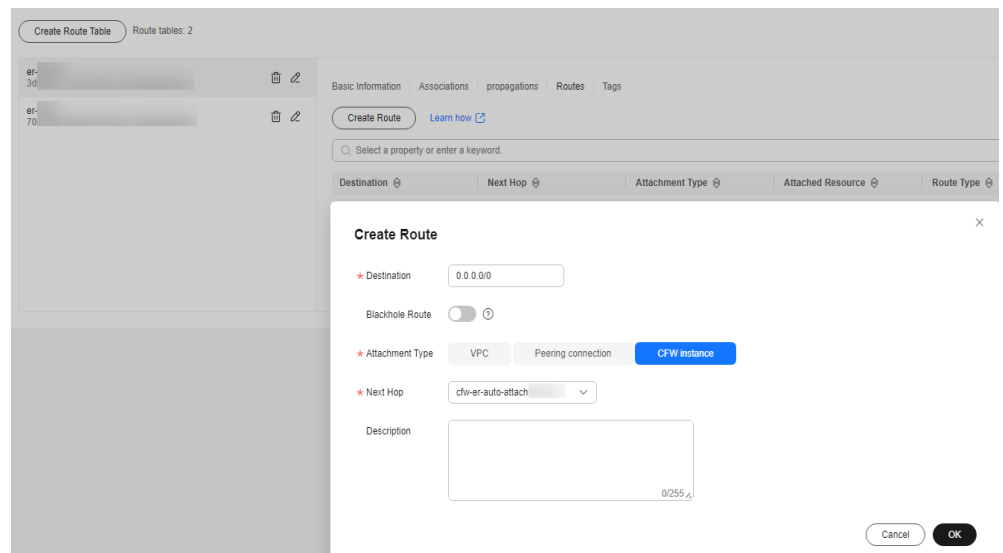 Create Route Table Route tables: 2
er-
3d
er-
70
Basic Information Associations propagations Routes Tags
Create Route Learn how
Select a property or enter a keyword.
Destination Next Hop Attachment Type Attached Resource Route Type
Create Route
* Destination 0.0.0.0/0
Blackhole Route
* Attachment Type VPC Peering connection CFW instance
* Next Hop cfw-er-auto-attach
Description
0/255
Cancel OK